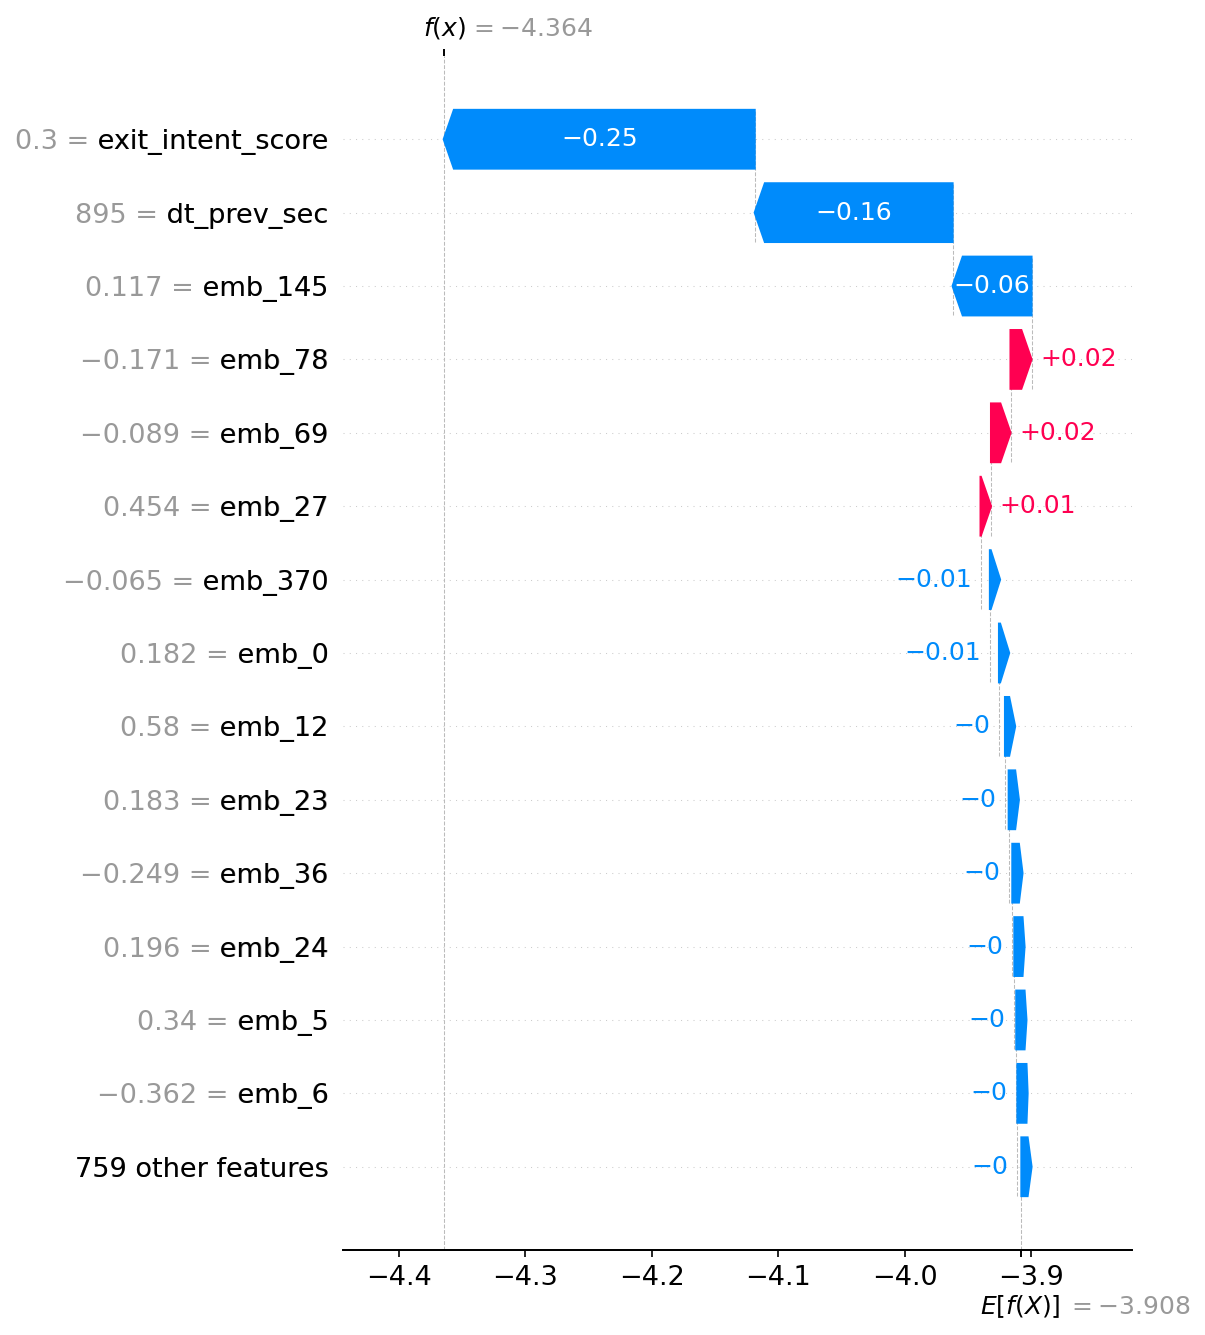 f(x) = −4.364
0.3 = exit_intent_score −0.25
895 = dt_prev_sec −0.16
0.117 = emb_145 −0.06
−0.171 = emb_78 +0.02
−0.089 = emb_69 +0.02
0.454 = emb_27 +0.01
−0.065 = emb_370 −0.01
0.182 = emb_0 −0.01
0.58 = emb_12 −0
0.183 = emb_23 −0
−0.249 = emb_36 −0
0.196 = emb_24 −0
0.34 = emb_5 −0
−0.362 = emb_6 −0
759 other features −0
−4.4 −4.3 −4.2 −4.1 −4.0 −3.9
E[f(X)] = −3.908